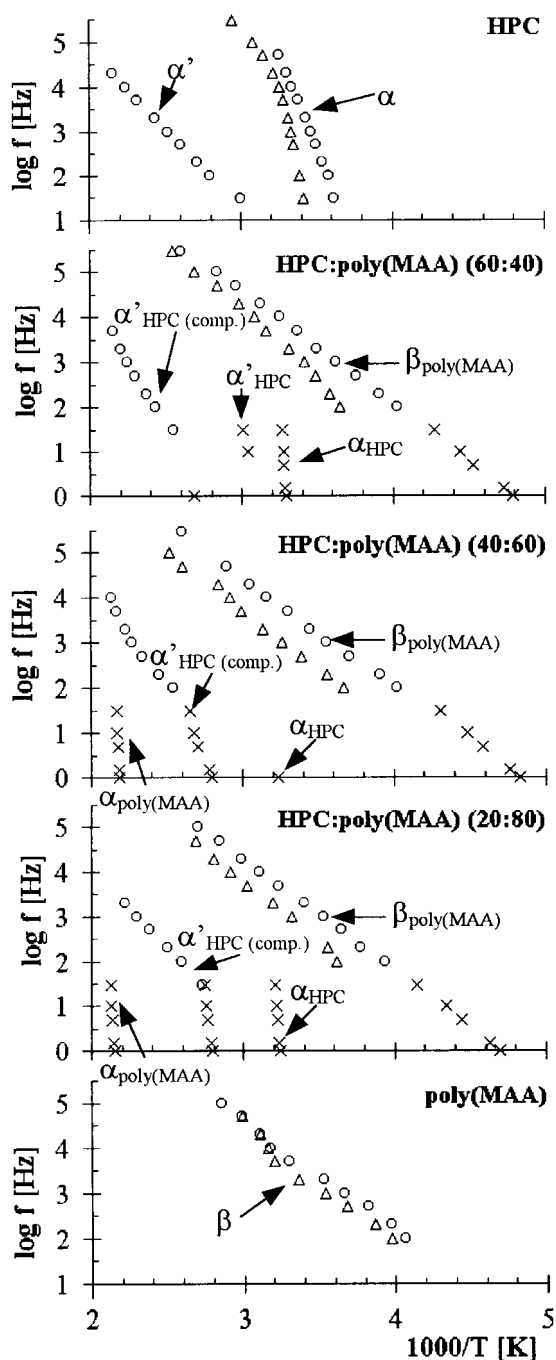 HPC
α'
α
log f [Hz]
5
4
3
2
1
HPC:poly(MAA) (60:40)
α'HPC (comp.)
βpoly(MAA)
α'HPC
αHPC
log f [Hz]
5
4
3
2
1
0
HPC:poly(MAA) (40:60)
βpoly(MAA)
α'HPC (comp.)
αHPC
αpoly(MAA)
log f [Hz]
5
4
3
2
1
0
HPC:poly(MAA) (20:80)
βpoly(MAA)
α'HPC (comp.)
αHPC
αpoly(MAA)
log f [Hz]
5
4
3
2
1
0
poly(MAA)
β
log f [Hz]
5
4
3
2
1
2 3 4 5
1000/T [K]